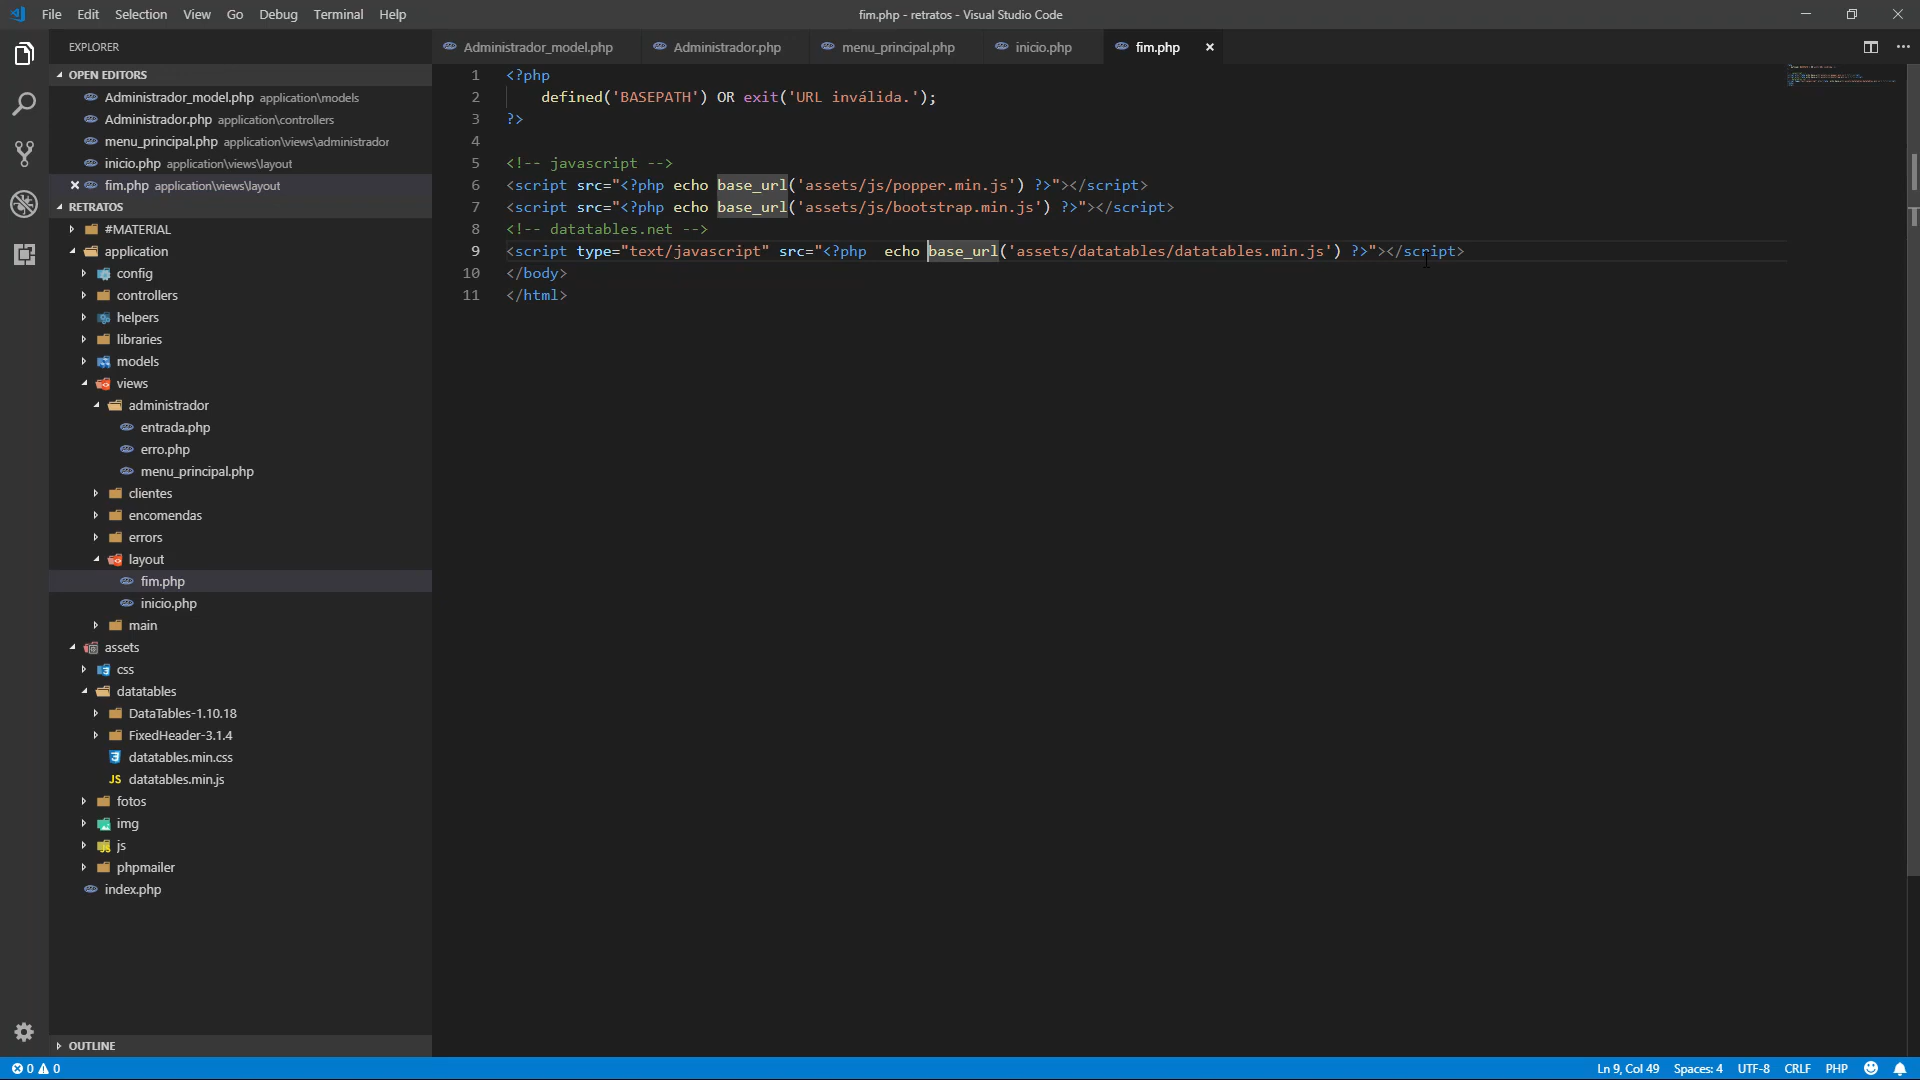 File Edit Selection View Go Debug Terminal Help
fim.php - retratos - Visual Studio Code
EXPLORER
OPEN EDITORS
Administrador_model.php application\models
Administrador.php application\controllers
menu_principal.php application\views\administrador
inicio.php application\views\layout
fim.php application\views\layout
RETRATOS
#MATERIAL
application
config
controllers
helpers
libraries
models
views
administrador
entrada.php
erro.php
menu_principal.php
clientes
encomendas
errors
layout
fim.php
inicio.php
main
assets
css
datatables
DataTables-1.10.18
FixedHeader-3.1.4
datatables.min.css
JS datatables.min.js
fotos
img
js
phpmailer
index.php
OUTLINE
Administrador_model.php Administrador.php menu_principal.php inicio.php fim.php
1 <?php
2 defined('BASEPATH') OR exit('URL inválida.');
3 ?>
4
5 <!-- javascript -->
6 <script src="<?php echo base_url('assets/js/popper.min.js') ?>"></script>
7 <script src="<?php echo base_url('assets/js/bootstrap.min.js') ?>"></script>
8 <!-- datatables.net -->
9 <script type="text/javascript" src="<?php  echo base_url('assets/datatables/datatables.min.js') ?>"></script>
10 </body>
11 </html>
0 0
Ln 9, Col 49 Spaces: 4 UTF-8 CRLF PHP